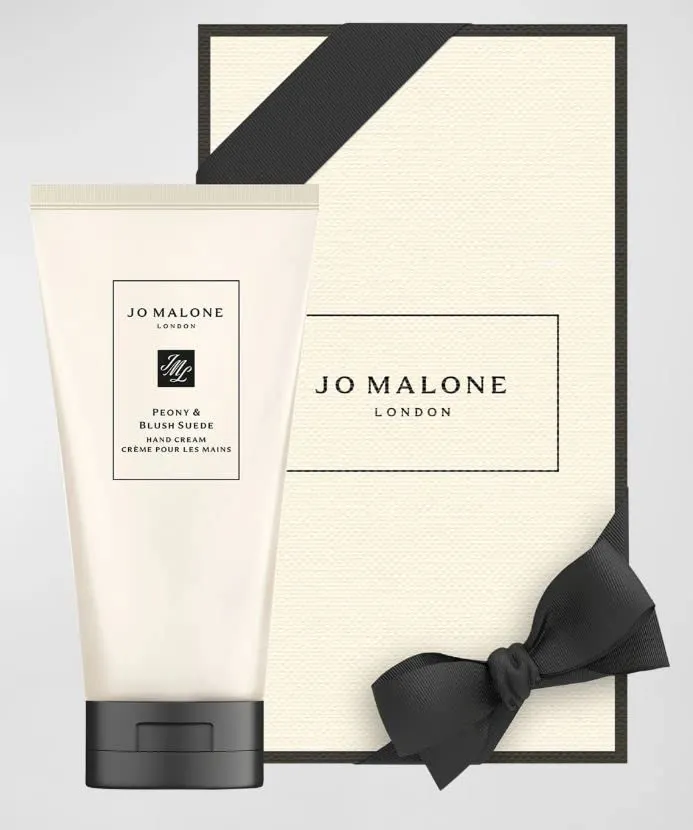 JO MALONE
LONDON
JML
PEONY &
BLUSH SUEDE
HAND CREAM
CRÈME POUR LES MAINS
JO MALONE
LONDON